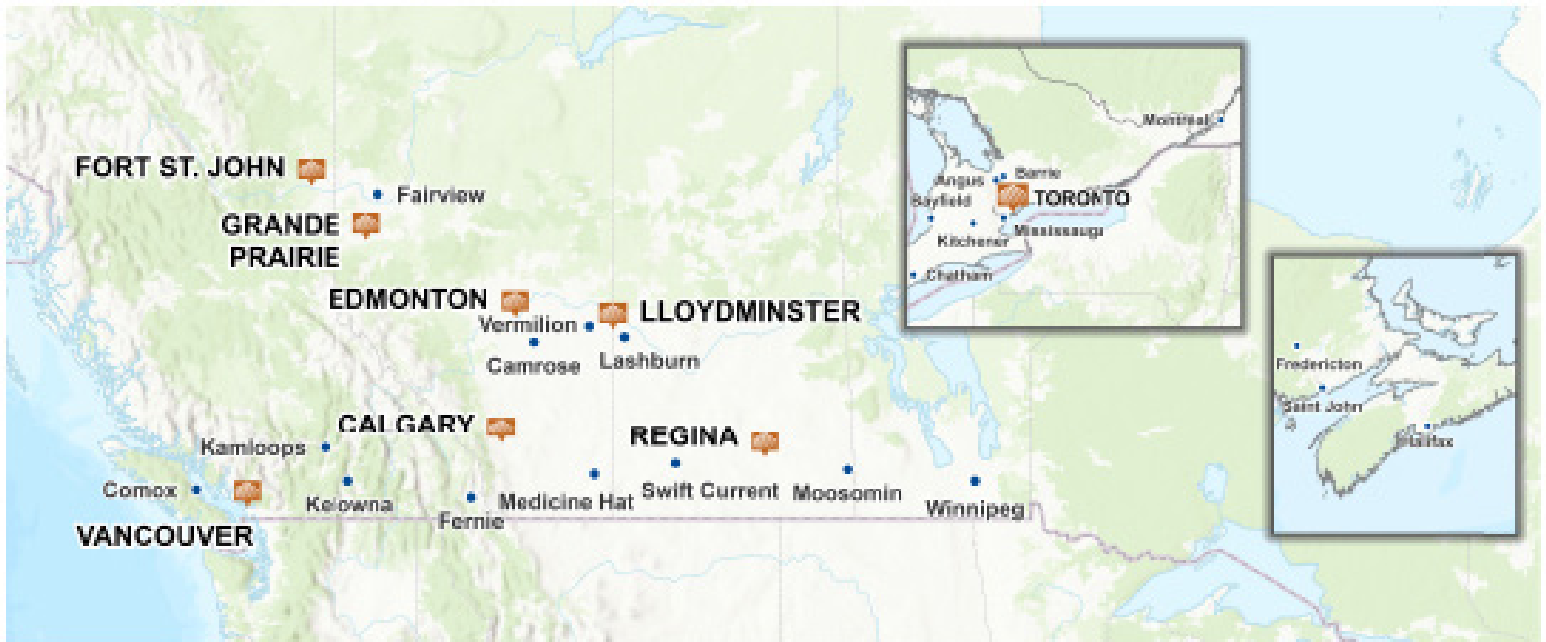 FORT ST. JOHN
Fairview
GRANDE
PRAIRIE
EDMONTON
LLOYDMINSTER
Vermilion
Camrose
Lashburn
CALGARY
REGINA
Kamloops
Comox
Kelowna
VANCOUVER
Fernie
Medicine Hat
Swift Current
Moosomin
Winnipeg
Montreal
Barrie
Angus
TORONTO
Bayfield
Mississauga
Kitchener
Chatham
Fredericton
Saint John
Halifax